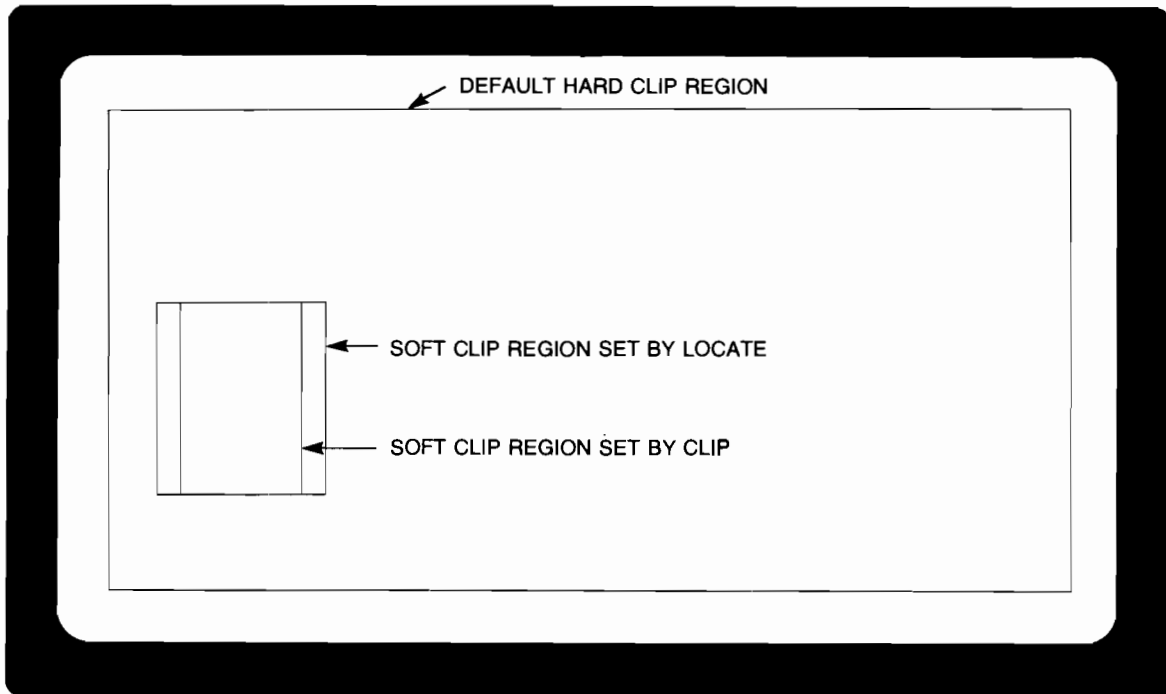 DEFAULT HARD CLIP REGION
SOFT CLIP REGION SET BY LOCATE
SOFT CLIP REGION SET BY CLIP